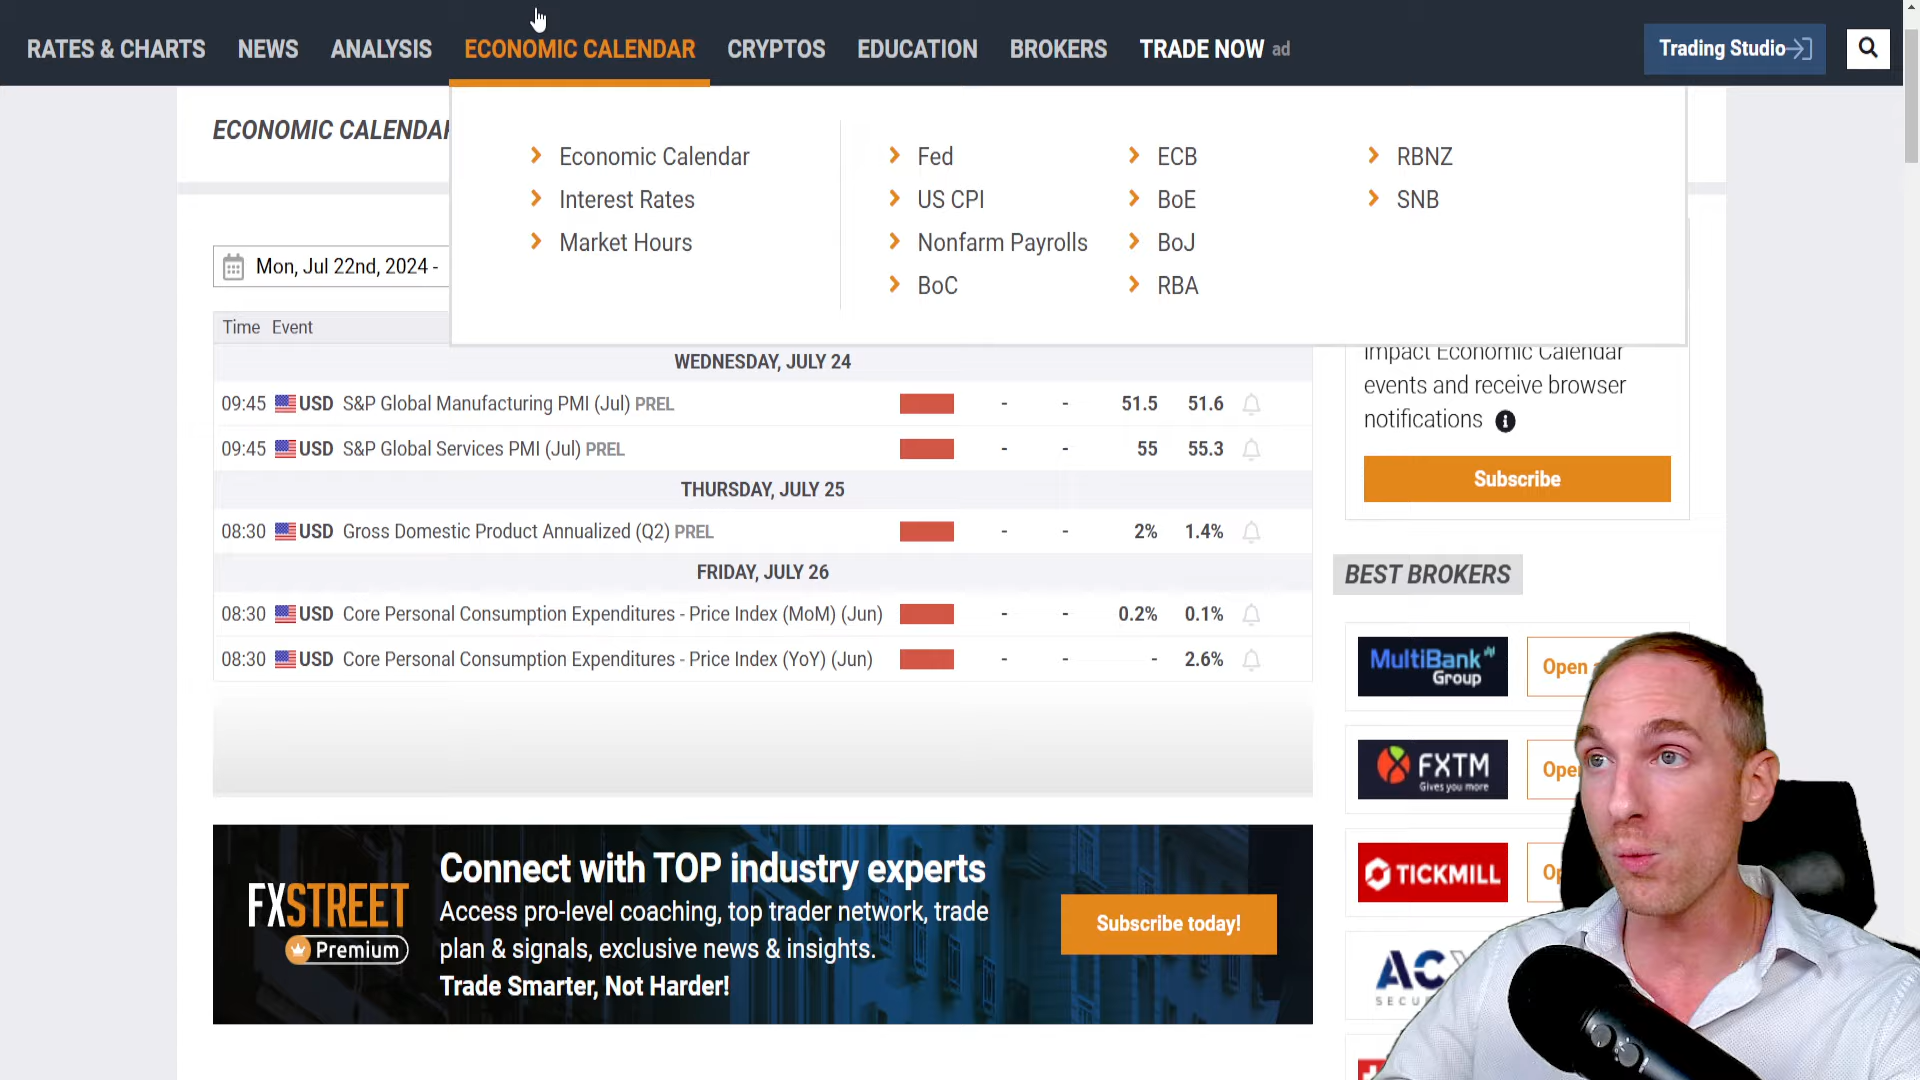 RATES & CHARTS NEWS ANALYSIS ECONOMIC CALENDAR CRYPTOS EDUCATION BROKERS TRADE NOW ad Trading Studio
ECONOMIC CALENDAR
Economic Calendar Fed ECB RBNZ
Interest Rates US CPI BoE SNB
Market Hours Nonfarm Payrolls BoJ
BoC RBA
Mon, Jul 22nd, 2024 -
Time Event
WEDNESDAY, JULY 24
09:45 USD S&P Global Manufacturing PMI (Jul) PREL - - 51.5 51.6
09:45 USD S&P Global Services PMI (Jul) PREL - - 55 55.3
THURSDAY, JULY 25
08:30 USD Gross Domestic Product Annualized (Q2) PREL - - 2% 1.4%
FRIDAY, JULY 26
08:30 USD Core Personal Consumption Expenditures - Price Index (MoM) (Jun) - - 0.2% 0.1%
08:30 USD Core Personal Consumption Expenditures - Price Index (YoY) (Jun) - - - 2.6%
impact Economic Calendar
events and receive browser
notifications
Subscribe
BEST BROKERS
MultiBank
Group
Open
FXTM
Gives you more
Open
TICKMILL
Op
AC
SECU
Connect with TOP industry experts
Access pro-level coaching, top trader network, trade
plan & signals, exclusive news & insights.
Trade Smarter, Not Harder!
FXSTREET
Premium
Subscribe today!